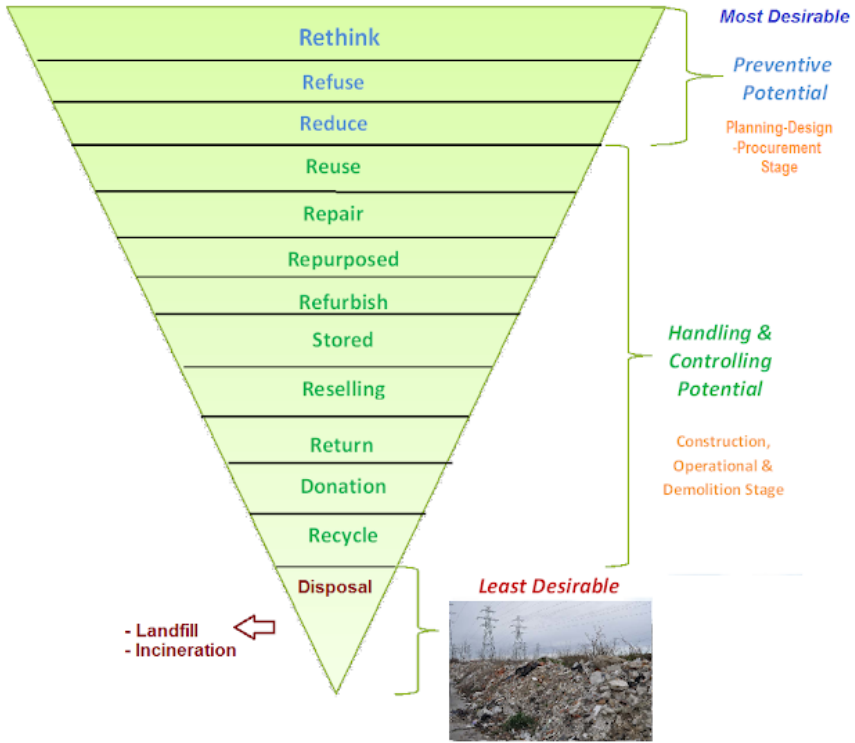 Most Desirable
Rethink
Refuse
Reduce
Preventive
Potential
Planning-Design
-Procurement
Stage
Reuse
Repair
Repurposed
Refurbish
Stored
Reselling
Return
Donation
Recycle
Handling &
Controlling
Potential
Construction,
Operational &
Demolition Stage
Disposal
Least Desirable
- Landfill
- Incineration